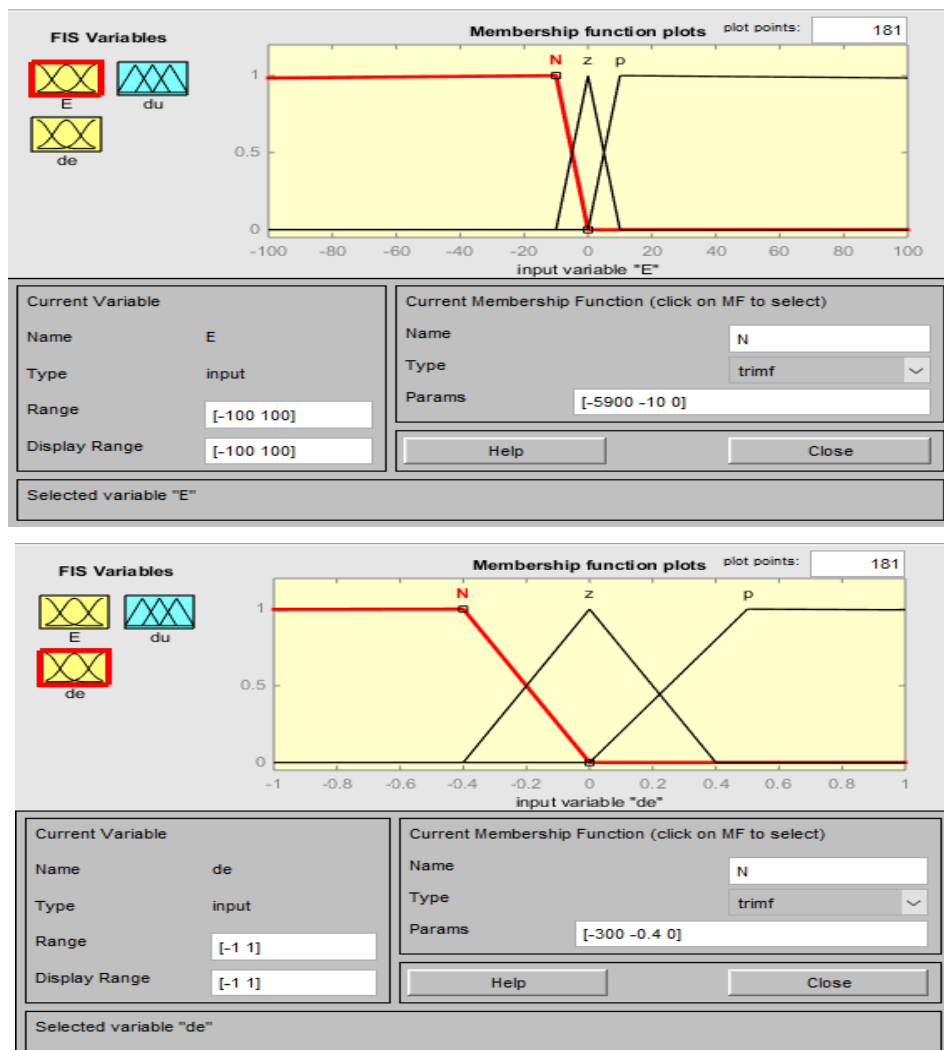 FIS Variables
Membership function plots plot points: 181
E du
de
N z p
1
0.5
0
-100 -80 -60 -40 -20 0 20 40 60 80 100
input variable "E"
Current Variable
Name E
Type input
Range [-100 100]
Display Range [-100 100]
Current Membership Function (click on MF to select)
Name N
Type trimf
Params [-5900 -10 0]
Help Close
Selected variable "E"
FIS Variables
Membership function plots plot points: 181
E du
de
N z p
1
0.5
0
-1 -0.8 -0.6 -0.4 -0.2 0 0.2 0.4 0.6 0.8 1
input variable "de"
Current Variable
Name de
Type input
Range [-1 1]
Display Range [-1 1]
Current Membership Function (click on MF to select)
Name N
Type trimf
Params [-300 -0.4 0]
Help Close
Selected variable "de"